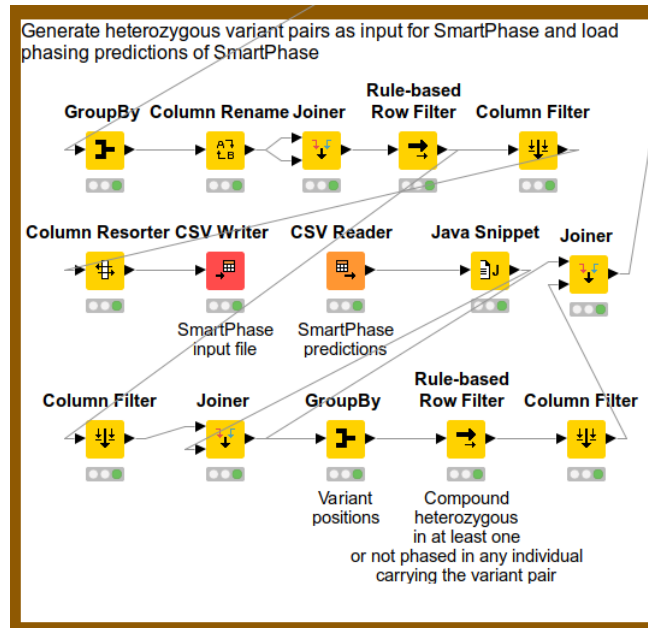 Generate heterozygous variant pairs as input for SmartPhase and load
phasing predictions of SmartPhase
GroupBy
Column Rename
Joiner
Rule-based
Row Filter
Column Filter
A
B
Column Resorter
CSV Writer
CSV Reader
Java Snippet
Joiner
J
SmartPhase
input file
SmartPhase
predictions
Column Filter
Joiner
GroupBy
Rule-based
Row Filter
Column Filter
Variant
positions
Compound
heterozygous
in at least one
or not phased in any individual
carrying the variant pair